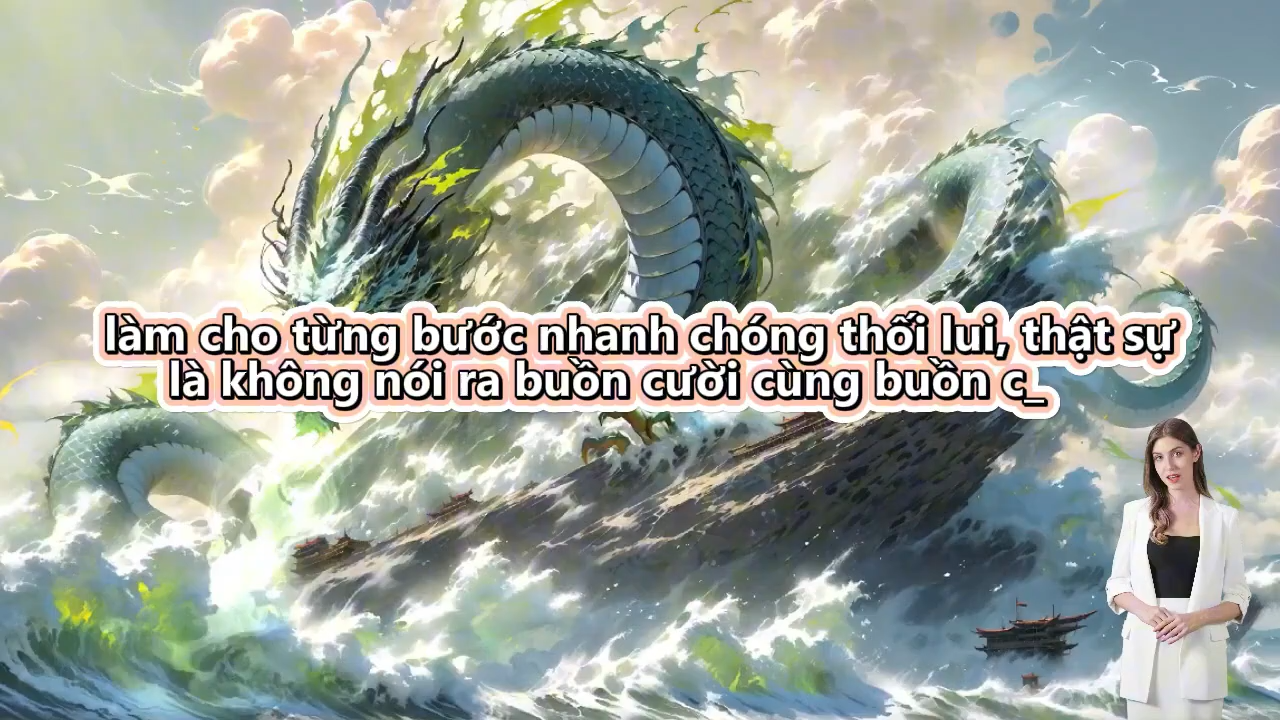 làm cho từng bước nhanh chóng thối lui, thật sự
là không nói ra buồn cười cùng buồn c_